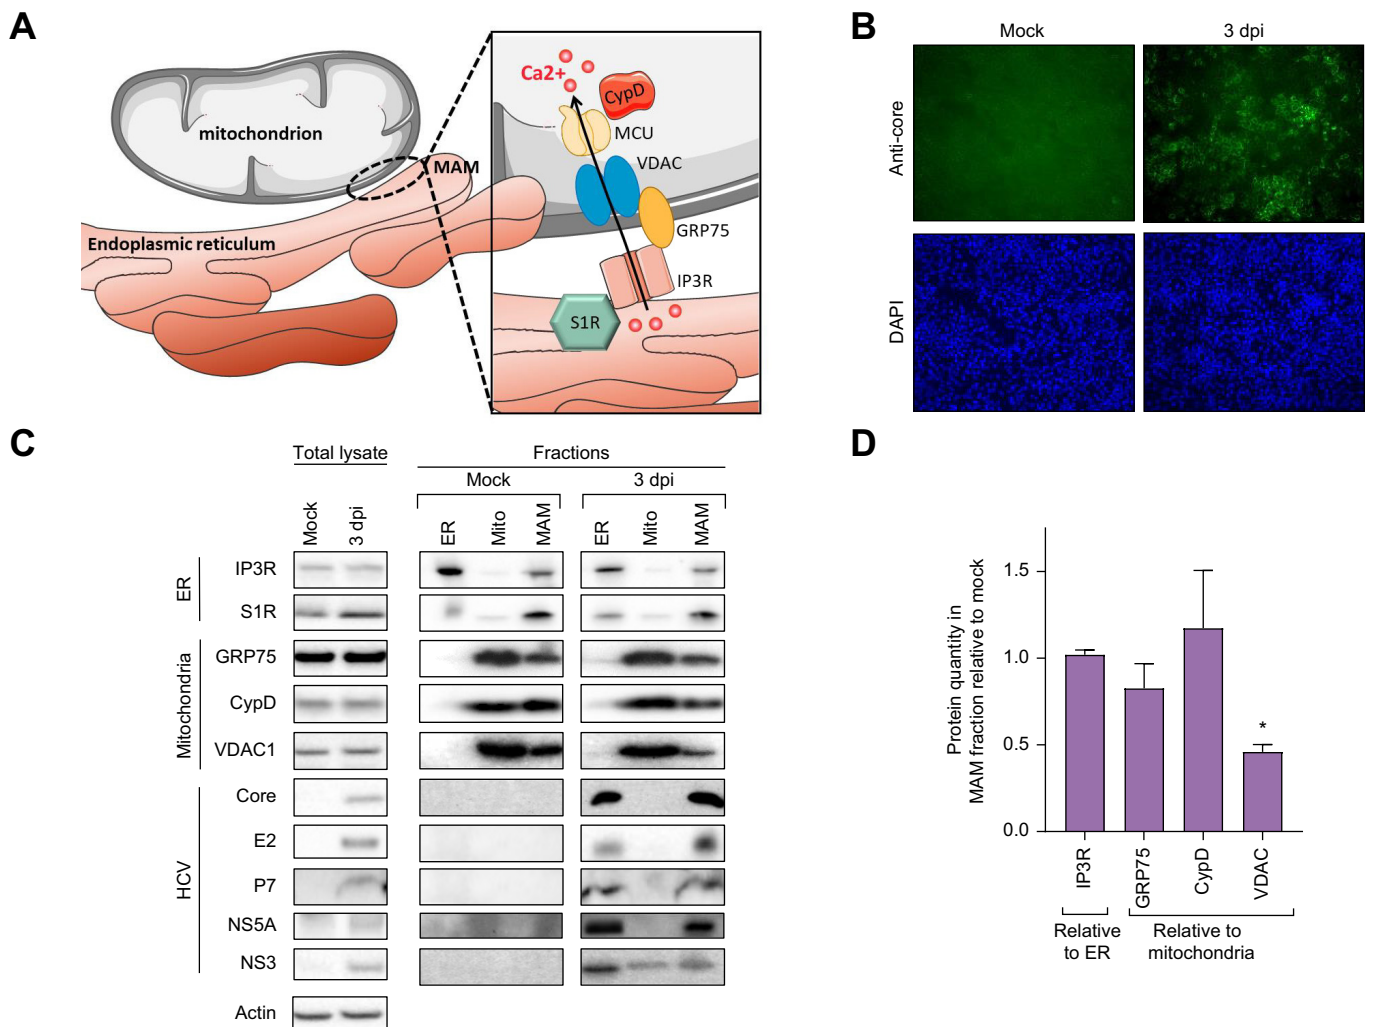 A
mitochondrion
MAM
Endoplasmic reticulum
Ca2+
CypD
MCU
VDAC
GRP75
IP3R
S1R
B
Mock
3 dpi
Anti-core
DAPI
C
Total lysate
Fractions
Mock
3 dpi
Mock
3 dpi
ER
Mito
MAM
ER
Mito
MAM
ER
IP3R
S1R
Mitochondria
GRP75
CypD
VDAC1
HCV
Core
E2
P7
NS5A
NS3
Actin
D
Protein quantity in
MAM fraction relative to mock
1.5
1.0
0.5
0.0
*
IP3R
GRP75
CypD
VDAC
Relative
to ER
Relative to
mitochondria